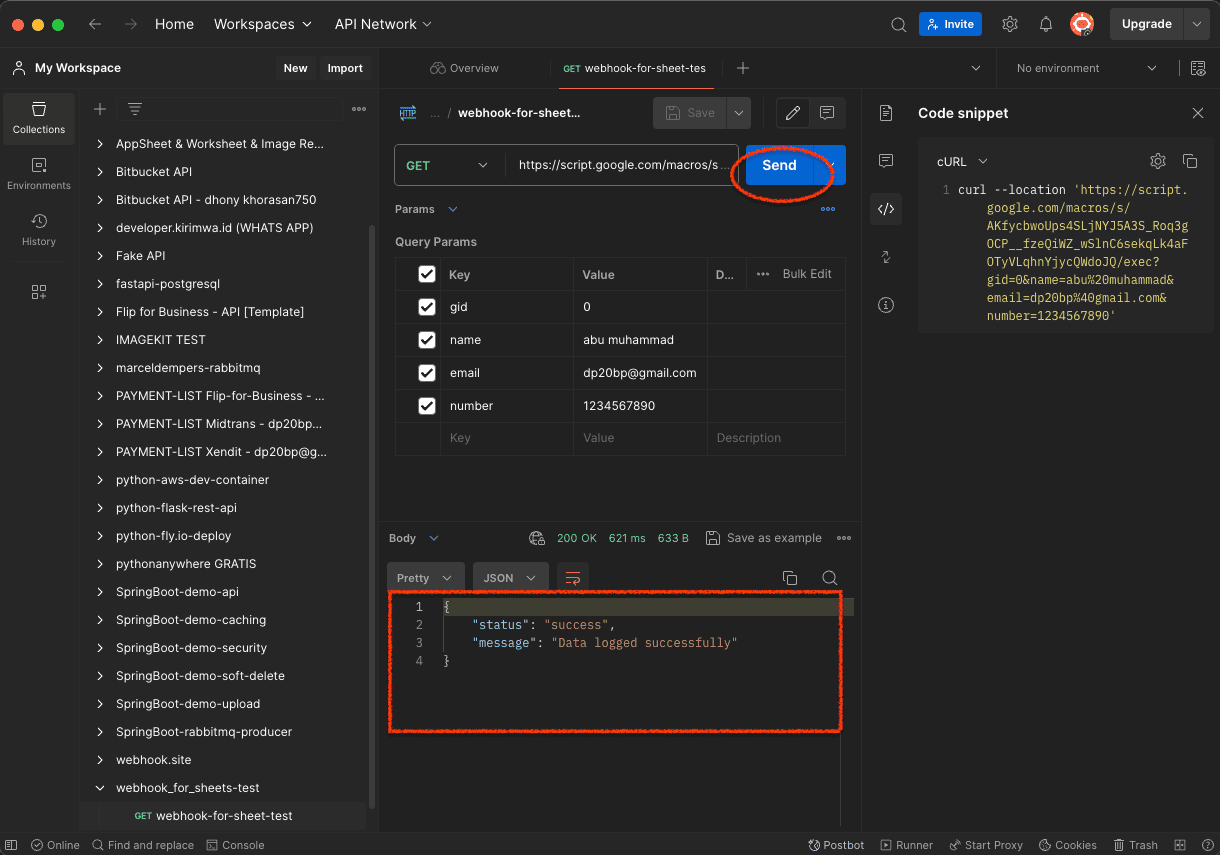 Home
Workspaces
API Network
Invite
Upgrade
My Workspace
New
Import
Overview
GET webhook-for-sheet-tes
No environment
Collections
Environments
History
AppSheet & Worksheet & Image Re...
Bitbucket API
Bitbucket API - dhony khorasan750
developer.kirimwa.id (WHATS APP)
Fake API
fastapi-postgresql
Flip for Business - API [Template]
IMAGEKIT TEST
marceldempers-rabbitmq
PAYMENT-LIST Flip-for-Business - ...
PAYMENT-LIST Midtrans - dp20bp...
PAYMENT-LIST Xendit - dp20bp@g...
python-aws-dev-container
python-flask-rest-api
python-fly.io-deploy
pythonanywhere GRATIS
SpringBoot-demo-api
SpringBoot-demo-caching
SpringBoot-demo-security
SpringBoot-demo-soft-delete
SpringBoot-demo-upload
SpringBoot-rabbitmq-producer
webhook.site
webhook_for_sheets-test
GET webhook-for-sheet-test
HTTP ... / webhook-for-sheet...
Save
GET
https://script.google.com/macros/s ...
Send
Params
Query Params
Key Value D... Bulk Edit
gid 0
name abu muhammad
email dp20bp@gmail.com
number 1234567890
Key Value Description
Body
200 OK 621 ms 633 B
Save as example
Pretty
JSON
1 {
2 "status": "success",
3 "message": "Data logged successfully"
4 }
Code snippet
cURL
1 curl --location 'https://script.
google.com/macros/s/
AKfycbwoUps4SLjNYJ5A3S_Roq3g
OCP__fzeQiWZ_wSlnC6sekqLk4aF
OTyVLqhnYjycQWdoJQ/exec?
gid=0&name=abu%20muhammad&
email=dp20bp%40gmail.com&
number=1234567890'
Online
Find and replace
Console
Postbot
Runner
Start Proxy
Cookies
Trash